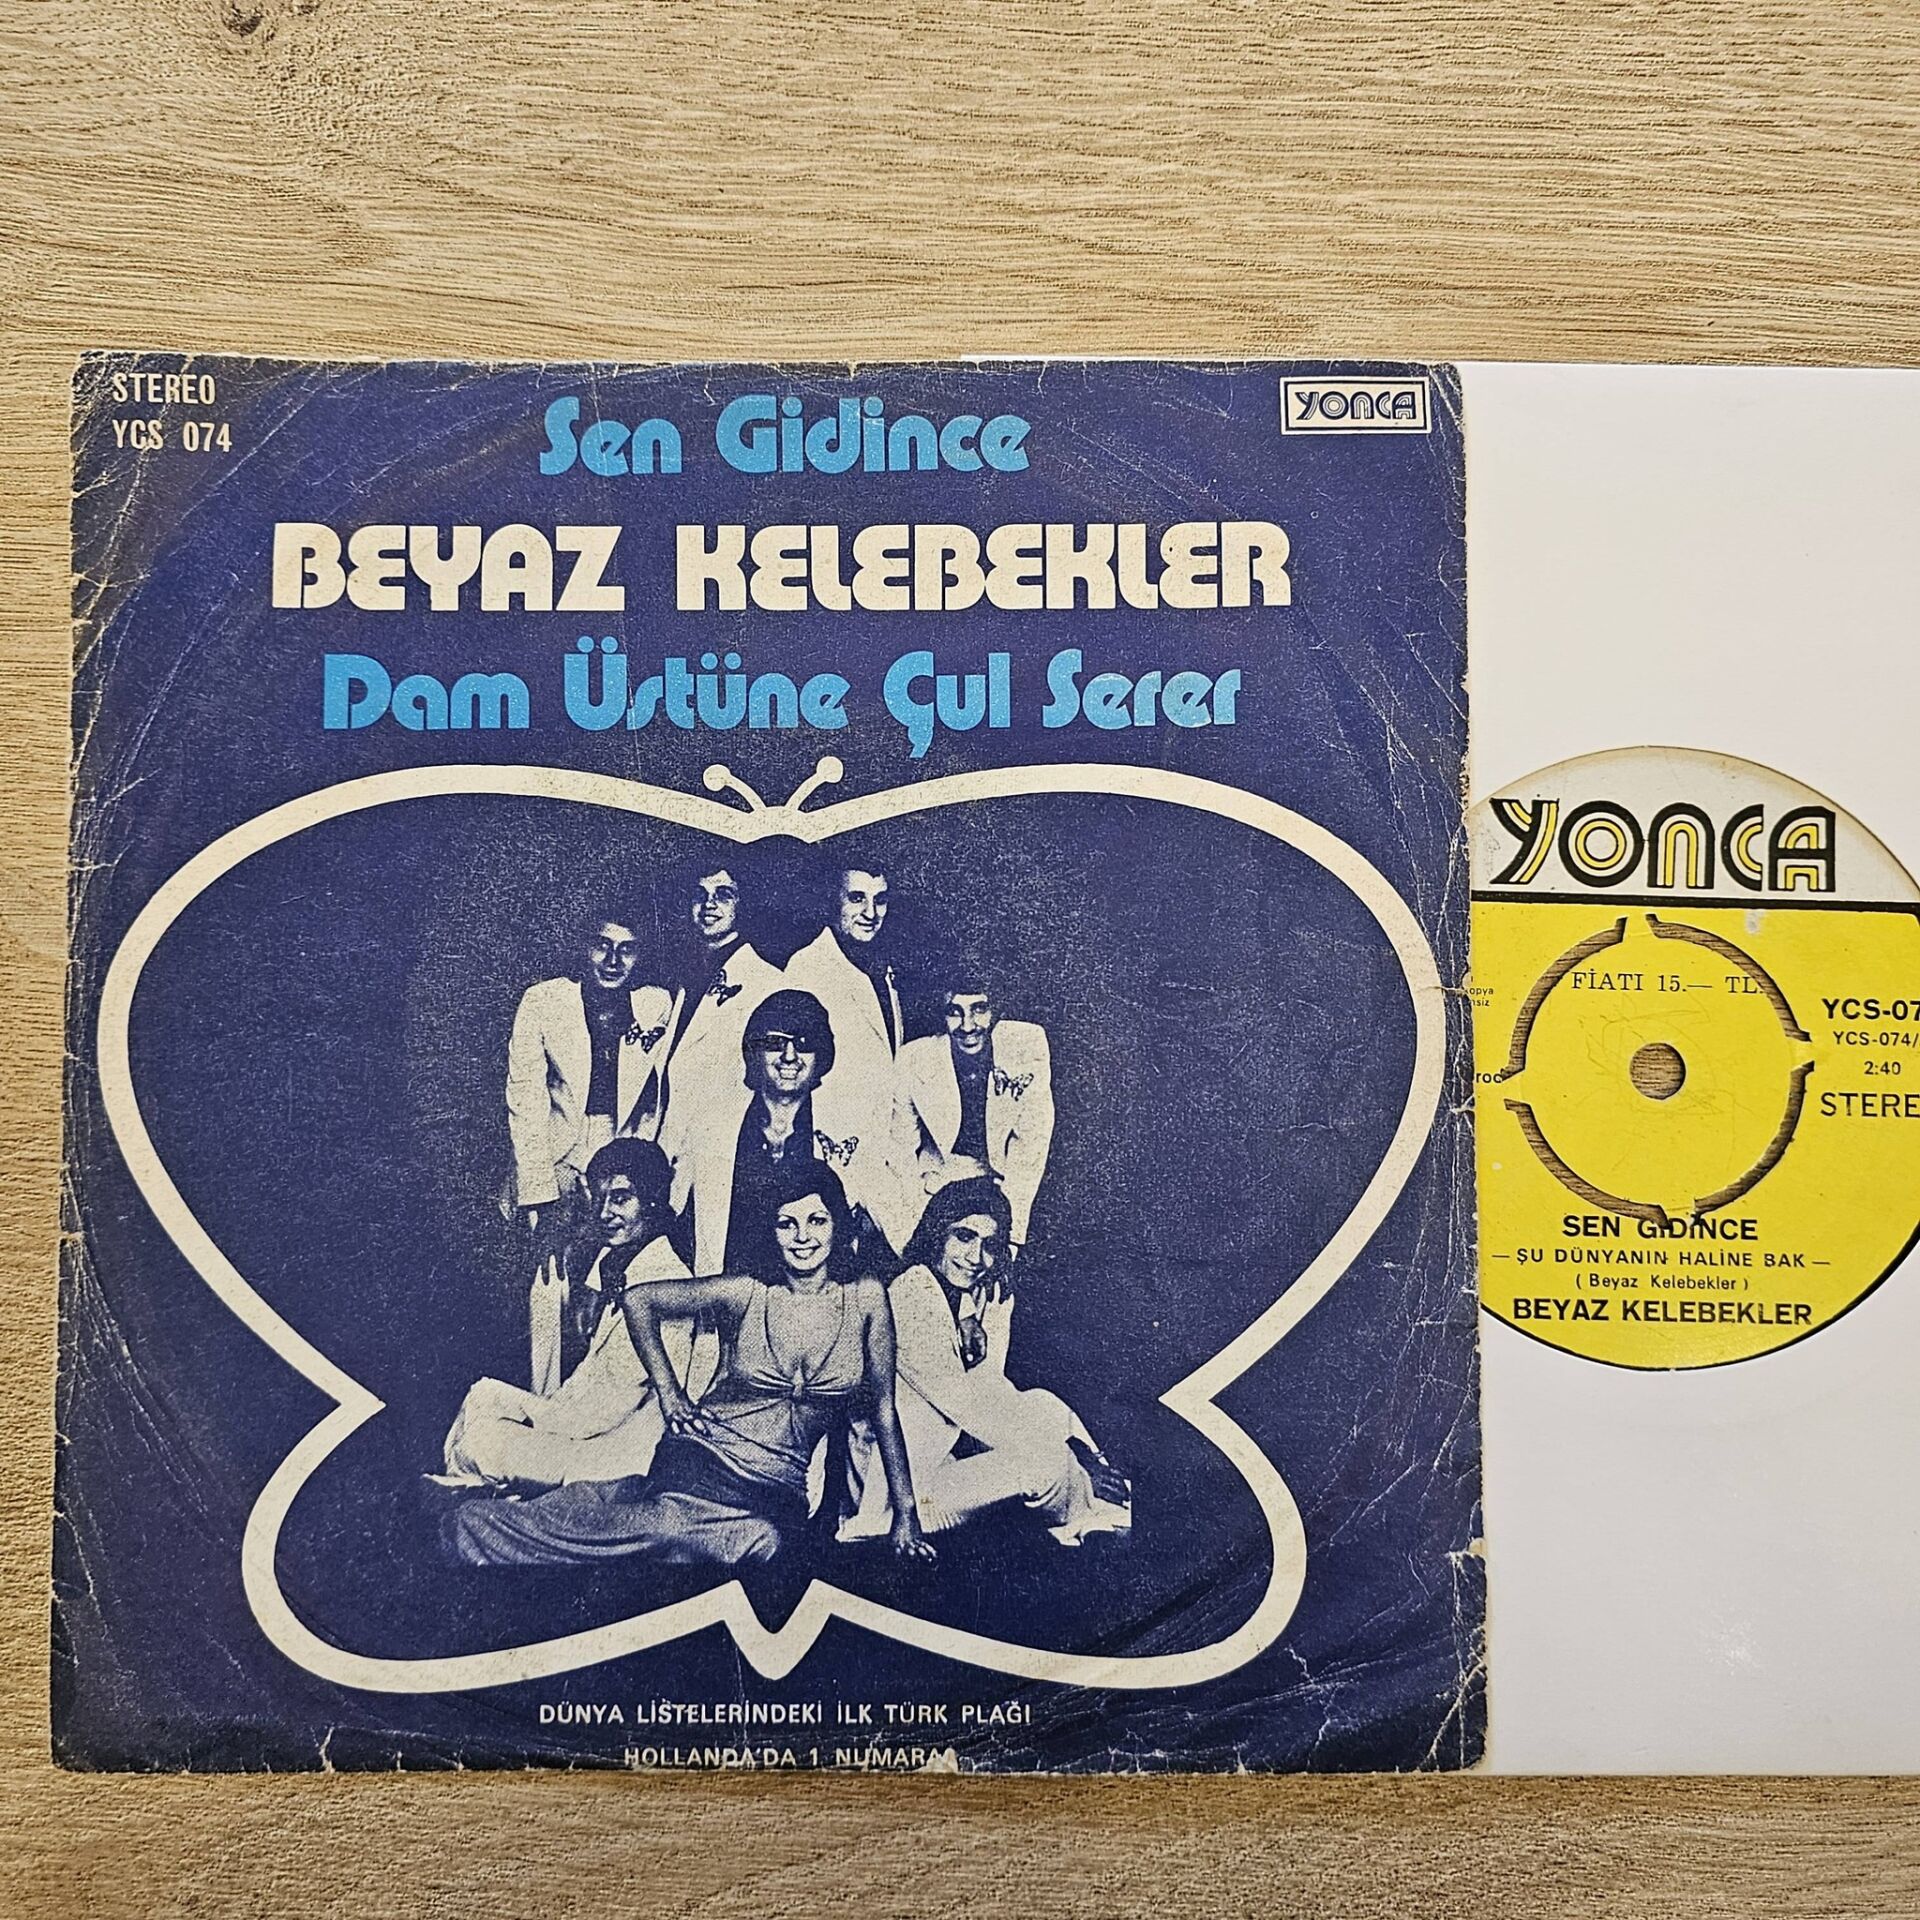 STEREO
YCS 074
YONCA
Sen Gidince
BEYAZ KELEBEKLER
Dam Üstüne Çul Serer
DÜNYA LİSTELERİNDEKİ İLK TÜRK PLAĞI
HOLLANDA'DA 1 NUMARA
YONCA
FİATI 15.— TL.
2:40
SEN GİDİNCE
— ŞU DÜNYANIN HALİNE BAK —
( Beyaz Kelebekler )
BEYAZ KELEBEKLER